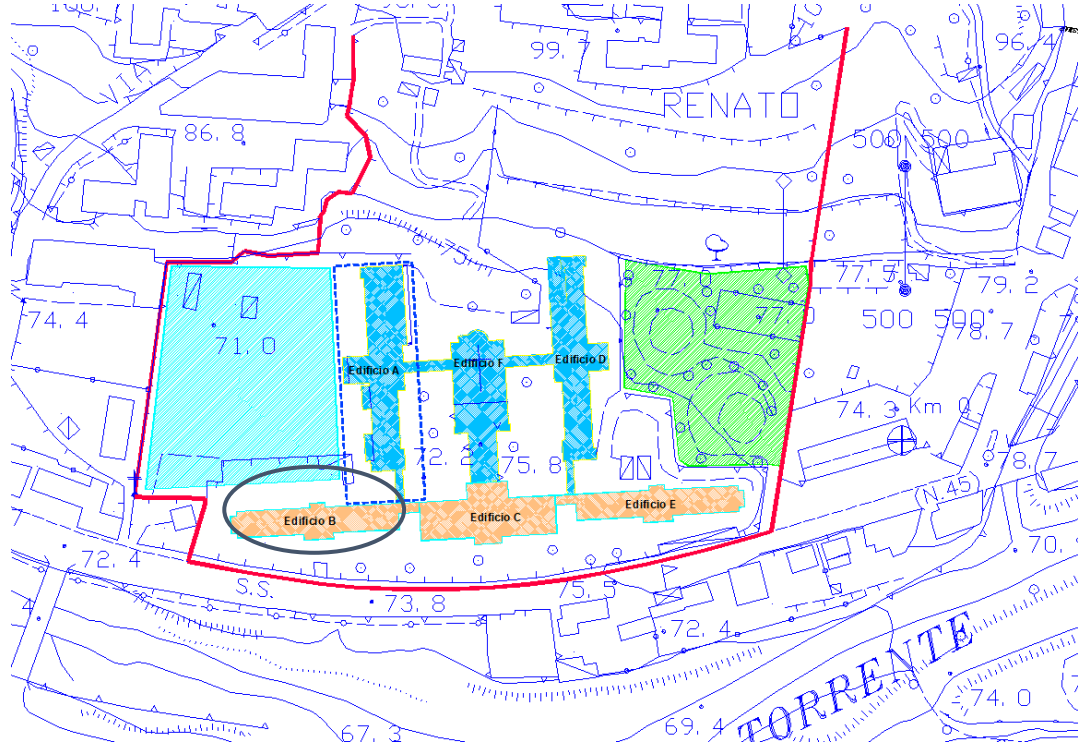 99, 7
96, 4
VIA
RENATO
86, 8
500 500
75
77, 0
77, 5
79, 2
74, 4
71, 0
77, 0
500 500
78, 7
Edificio A
Edificio F
Edificio D
74, 3
Km 0
72, 2
75, 8
78, 7
(N.45)
Edificio B
Edificio C
Edificio E
72, 4
S.S.
73, 8
75, 5
72, 4
70,
4
TORRENTE
74, 0
67, 3
69, 4